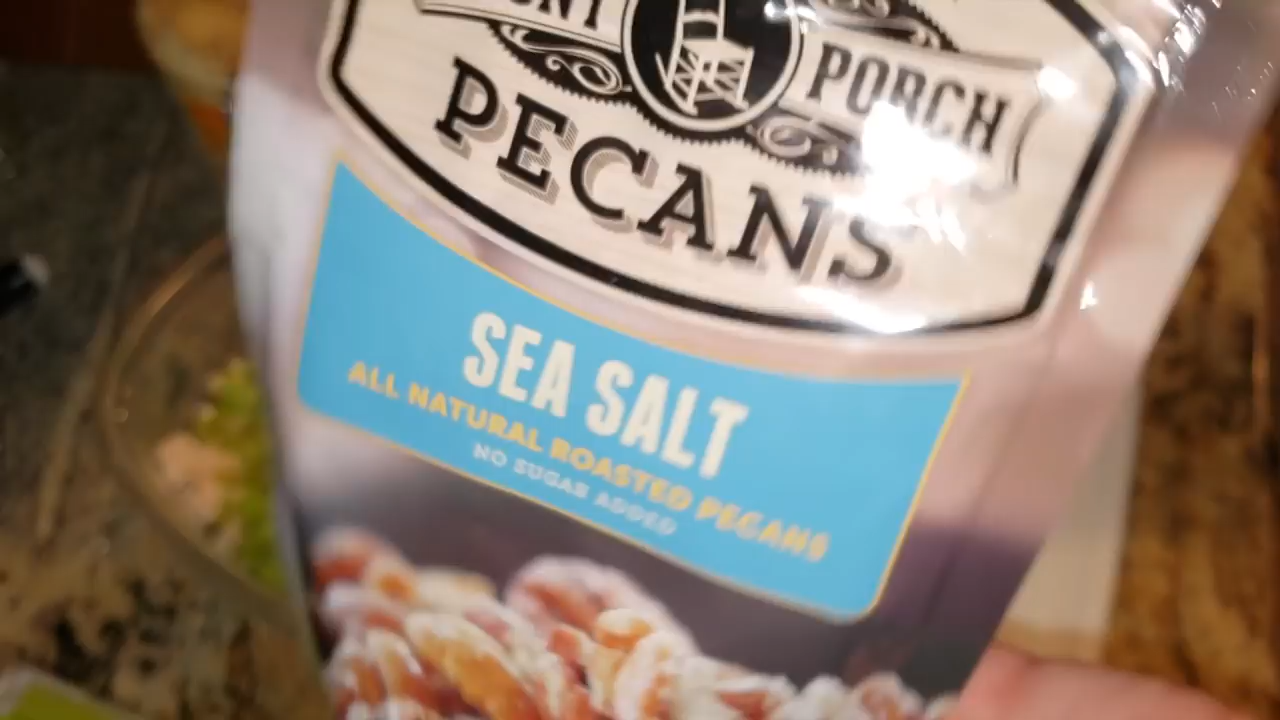 PORCH
PECANS
SEA SALT
ALL NATURAL ROASTED PECANS
NO SUGAR ADDED